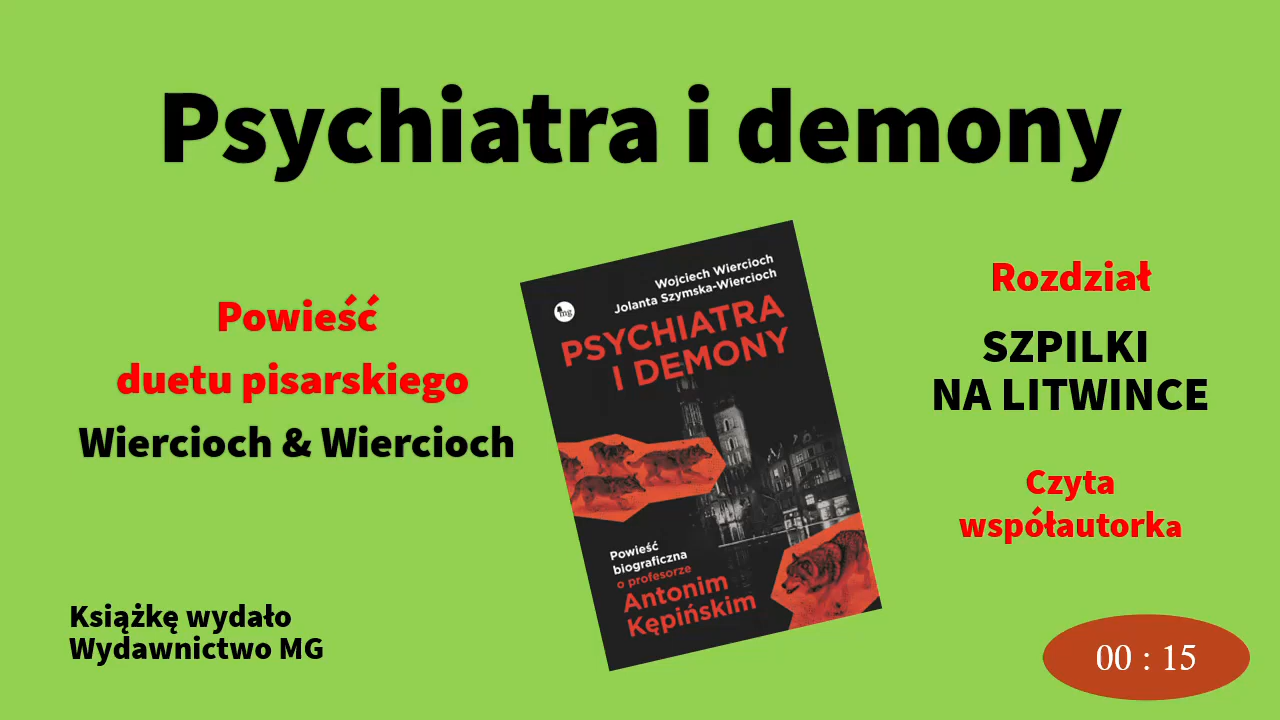 Psychiatra i demony
Powieść
duetu pisarskiego
Wiercioch & Wiercioch
Książkę wydało
Wydawnictwo MG
mg
Wojciech Wiercioch
Jolanta Szymska-Wiercioch
PSYCHIATRA
I DEMONY
Powieść
biograficzna
o profesorze
Antonim
Kępińskim
Rozdział
SZPILKI
NA LITWINCE
Czyta
współautorka
00 : 15